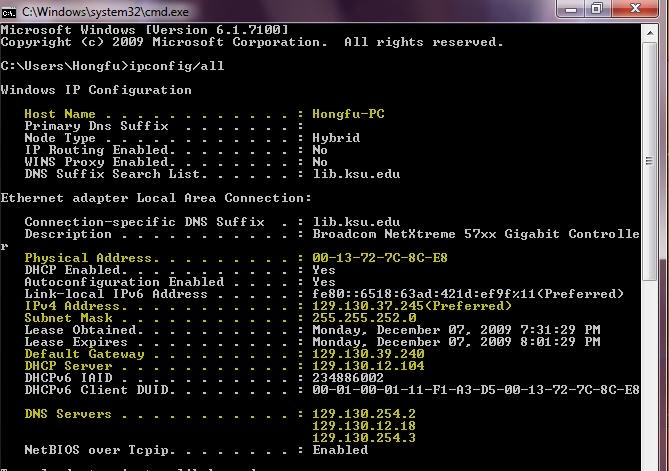 C:\Windows\system32\cmd.exe
Microsoft Windows [Version 6.1.7100]
Copyright (c) 2009 Microsoft Corporation.  All rights reserved.
C:\Users\Hongfu>ipconfig/all
Windows IP Configuration
Host Name . . . . . . . . . . . . : Hongfu-PC
Primary Dns Suffix  . . . . . . . :
Node Type . . . . . . . . . . . . : Hybrid
IP Routing Enabled. . . . . . . . : No
WINS Proxy Enabled. . . . . . . . : No
DNS Suffix Search List. . . . . . : lib.ksu.edu
Ethernet adapter Local Area Connection:
Connection-specific DNS Suffix  . : lib.ksu.edu
Description . . . . . . . . . . . : Broadcom NetXtreme 57xx Gigabit Controlle
r
Physical Address. . . . . . . . . : 00-13-72-7C-8C-E8
DHCP Enabled. . . . . . . . . . . : Yes
Autoconfiguration Enabled . . . . : Yes
Link-local IPv6 Address . . . . . : fe80::6518:63ad:421d:ef9f%11(Preferred)
IPv4 Address. . . . . . . . . . . : 129.130.37.245(Preferred)
Subnet Mask . . . . . . . . . . . : 255.255.252.0
Lease Obtained. . . . . . . . . . : Monday, December 07, 2009 7:31:29 PM
Lease Expires . . . . . . . . . . : Monday, December 07, 2009 8:01:29 PM
Default Gateway . . . . . . . . . : 129.130.39.240
DHCP Server . . . . . . . . . . . : 129.130.12.104
DHCPv6 IAID . . . . . . . . . . . : 234886002
DHCPv6 Client DUID. . . . . . . . : 00-01-00-01-11-F1-A3-D5-00-13-72-7C-8C-E8
DNS Servers . . . . . . . . . . . : 129.130.254.2
129.130.12.18
129.130.254.3
NetBIOS over Tcpip. . . . . . . . : Enabled